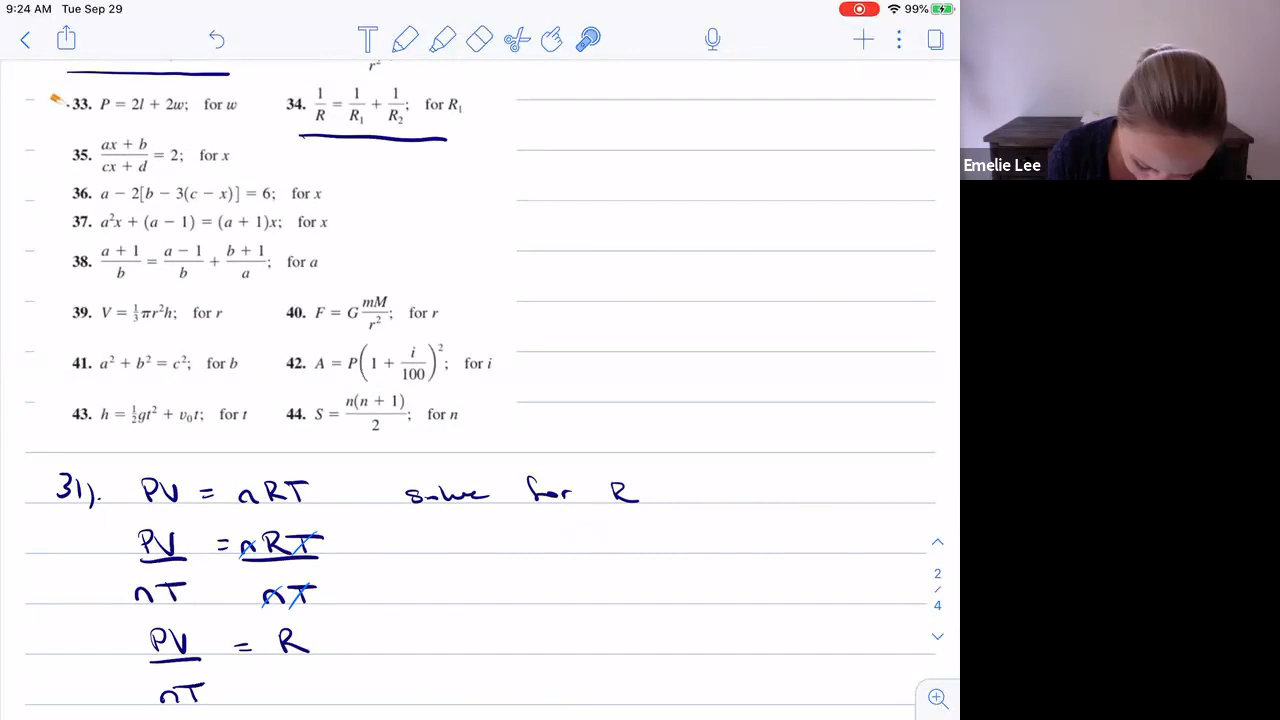 9:24 AM Tue Sep 29
99%
r²
33. P = 2l + 2w; for w
34. 1/R = 1/R₁ + 1/R₂; for R₁
35. (ax + b)/(cx + d) = 2; for x
36. a − 2[b − 3(c − x)] = 6; for x
37. a²x + (a − 1) = (a + 1)x; for x
38. (a + 1)/b = (a − 1)/b + (b + 1)/a; for a
39. V = ⅓πr²h; for r
40. F = G mM/r²; for r
41. a² + b² = c²; for b
42. A = P(1 + i/100)²; for i
43. h = ½gt² + v₀t; for t
44. S = n(n + 1)/2; for n
31). PV = nRT solve for R
PV/nT = nRT/nT
PV/nT = R
2/4
Emelie Lee